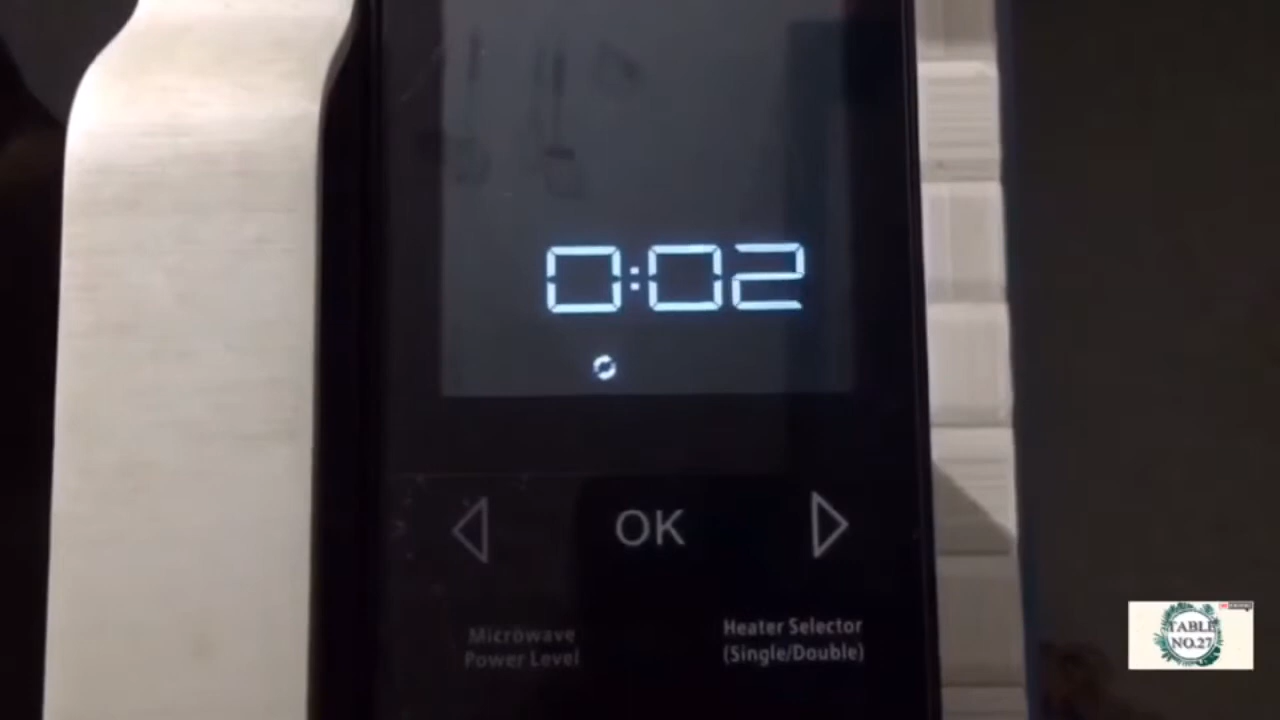 0:02
OK
Microwave
Power Level
Heater Selector
(Single/Double)
TABLE
NO.27